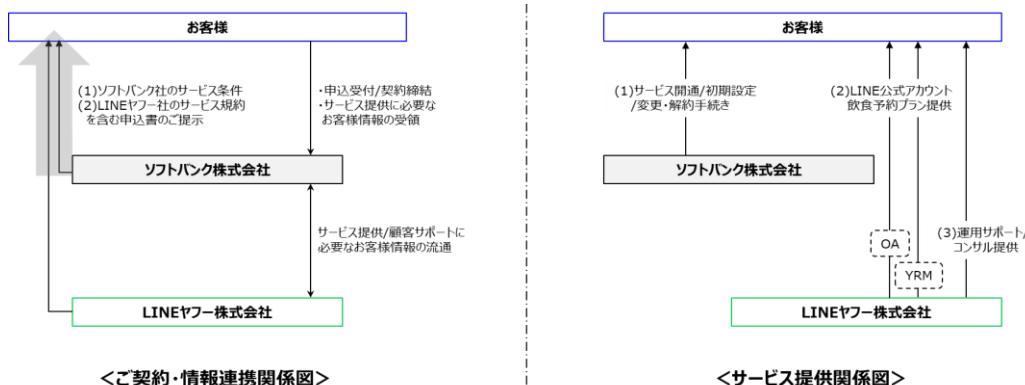 お客様
(1)ソフトバンク社のサービス条件
(2)LINEヤフー社のサービス規約
を含む申込書のご提示
・申込受付/契約締結
・サービス提供に必要な
お客様情報の受領
ソフトバンク株式会社
サービス提供/顧客サポートに
必要なお客様情報の流通
LINEヤフー株式会社
＜ご契約・情報連携関係図＞
お客様
(1)サービス開通/初期設定
/変更・解約手続き
(2)LINE公式アカウント
飲食予約プラン提供
ソフトバンク株式会社
OA
YRM
(3)運用サポート/
コンサル提供
LINEヤフー株式会社
＜サービス提供関係図＞